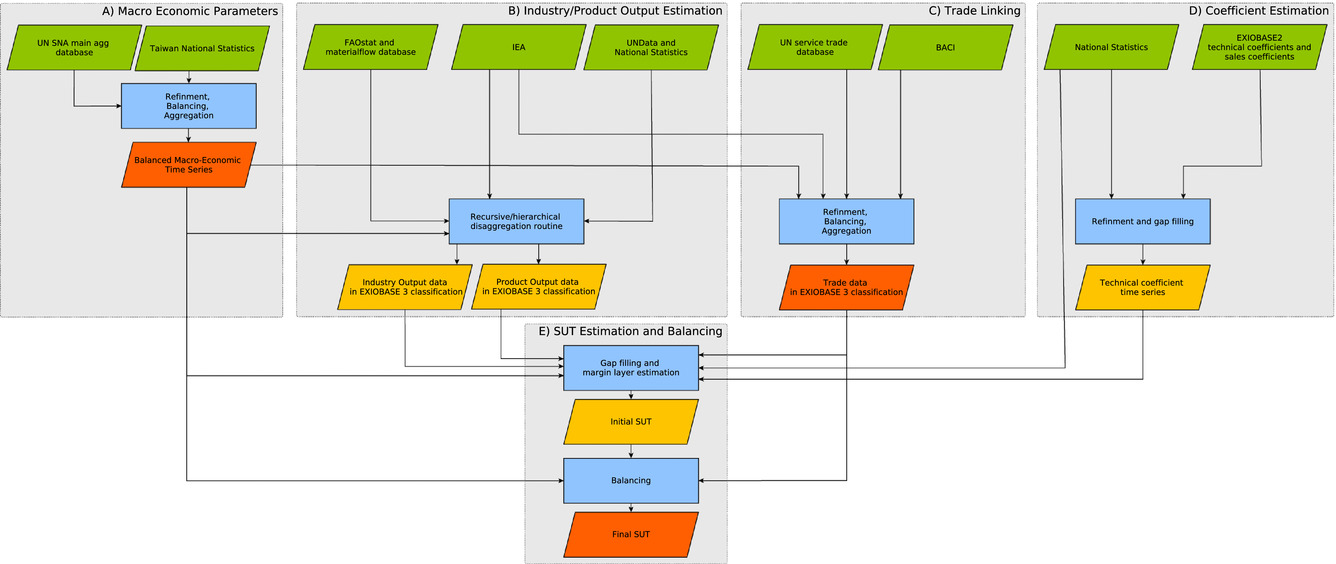 A) Macro Economic Parameters
UN SNA main agg
database
Taiwan National Statistics
Refinment,
Balancing,
Aggregation
Balanced Macro-Economic
Time Series
B) Industry/Product Output Estimation
FAOstat and
materialflow database
IEA
UNData and
National Statistics
Recursive/hierarchical
disaggregation routine
Industry Output data
in EXIOBASE 3 classification
Product Output data
in EXIOBASE 3 classification
C) Trade Linking
UN service trade
database
BACI
Refinment,
Balancing,
Aggregation
Trade data
in EXIOBASE 3 classification
D) Coefficient Estimation
National Statistics
EXIOBASE2
technical coefficients and
sales coefficients
Refinment and gap filling
Technical coefficient
time series
E) SUT Estimation and Balancing
Gap filling and
margin layer estimation
Initial SUT
Balancing
Final SUT